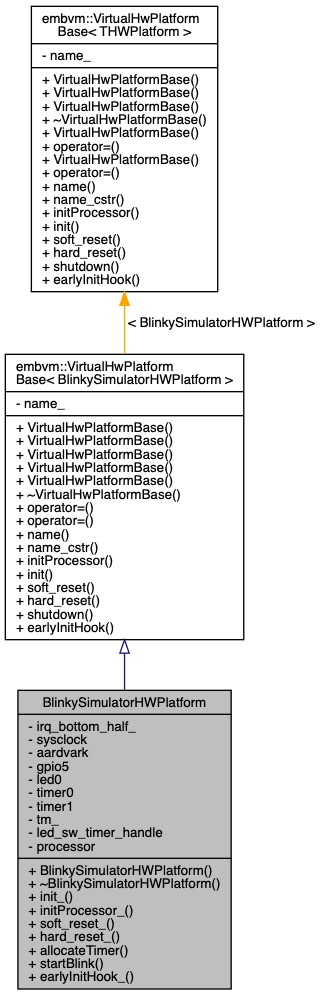 embvm::VirtualHwPlatform
Base< THWPlatform >
- name_
+ VirtualHwPlatformBase()
+ VirtualHwPlatformBase()
+ VirtualHwPlatformBase()
+ ~VirtualHwPlatformBase()
+ VirtualHwPlatformBase()
+ operator=()
+ VirtualHwPlatformBase()
+ operator=()
+ name()
+ name_cstr()
+ initProcessor()
+ init()
+ soft_reset()
+ hard_reset()
+ shutdown()
+ earlyInitHook()
< BlinkySimulatorHWPlatform >
embvm::VirtualHwPlatform
Base< BlinkySimulatorHWPlatform >
- name_
+ VirtualHwPlatformBase()
+ VirtualHwPlatformBase()
+ VirtualHwPlatformBase()
+ VirtualHwPlatformBase()
+ VirtualHwPlatformBase()
+ ~VirtualHwPlatformBase()
+ operator=()
+ operator=()
+ name()
+ name_cstr()
+ initProcessor()
+ init()
+ soft_reset()
+ hard_reset()
+ shutdown()
+ earlyInitHook()
BlinkySimulatorHWPlatform
- irq_bottom_half_
- sysclock
- aardvark
- gpio5
- led0
- timer0
- timer1
- tm_
- led_sw_timer_handle
- processor
+ BlinkySimulatorHWPlatform()
+ ~BlinkySimulatorHWPlatform()
+ init_()
+ initProcessor_()
+ soft_reset_()
+ hard_reset_()
+ allocateTimer()
+ startBlink()
+ earlyInitHook_()